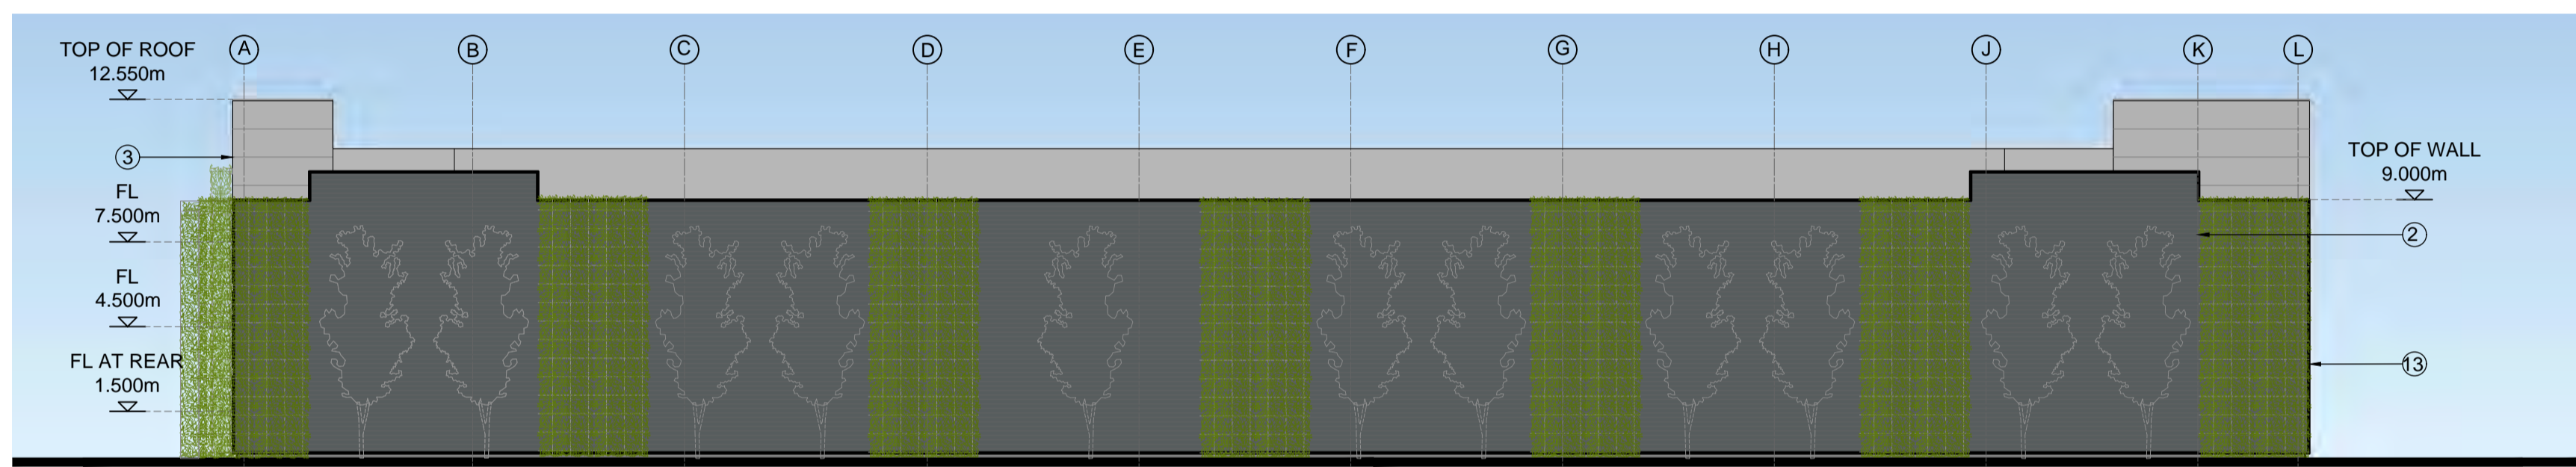 A B C D E F G H J K L
TOP OF ROOF
12.550m
3
TOP OF WALL
9.000m
FL
7.500m
2
FL
4.500m
FL AT REAR
1.500m
13